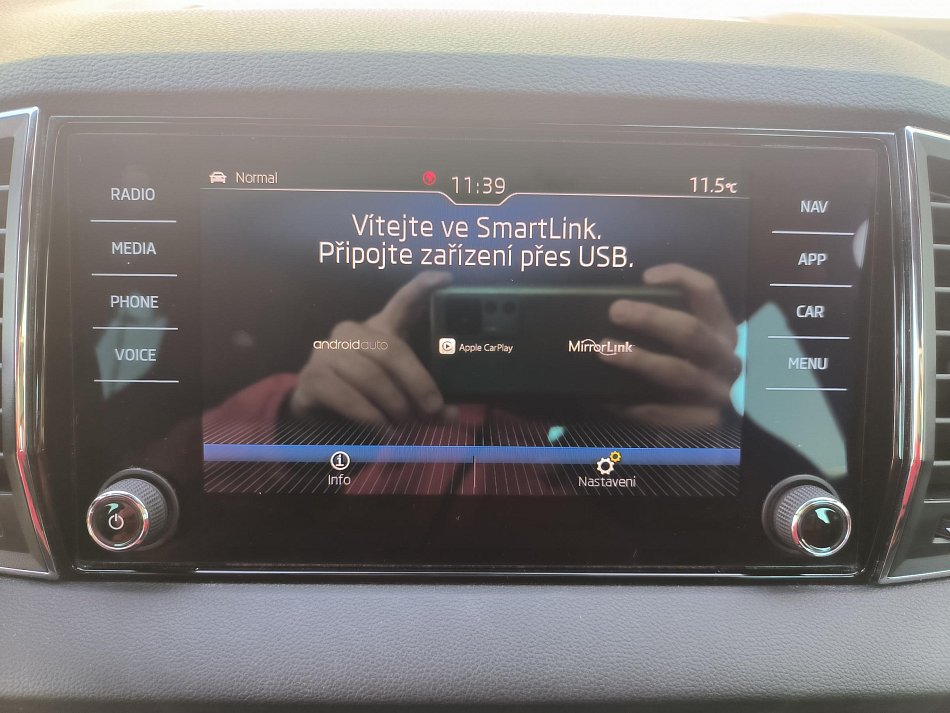 Normal
11:39
11.5°C
RADIO
MEDIA
PHONE
VOICE
Vítejte ve SmartLink.
Připojte zařízení přes USB.
androidauto
Apple CarPlay
MirrorLink
Info
Nastavení
NAV
APP
CAR
MENU